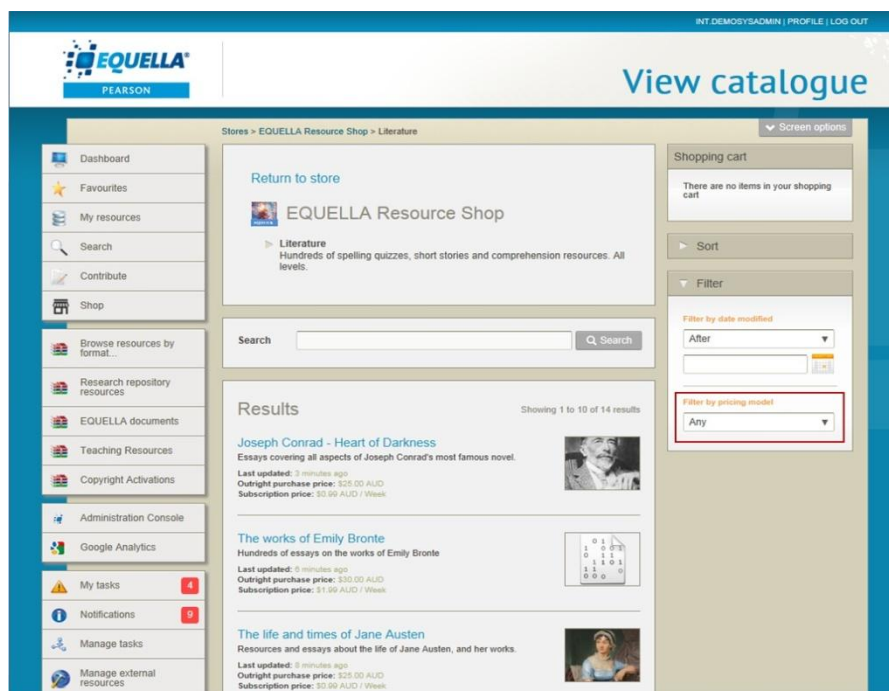 INT.DEMOSYSADMIN | PROFILE | LOG OUT
EQUELLA®
PEARSON
View catalogue
Stores > EQUELLA Resource Shop > Literature
Screen options
Dashboard
Favourites
My resources
Search
Contribute
Shop
Browse resources by
format...
Research repository
resources
EQUELLA documents
Teaching Resources
Copyright Activations
Administration Console
Google Analytics
My tasks
4
Notifications
9
Manage tasks
Manage external
resources
Return to store
EQUELLA Resource Shop
Literature
Hundreds of spelling quizzes, short stories and comprehension resources. All
levels.
Search
Search
Results
Showing 1 to 10 of 14 results
Joseph Conrad - Heart of Darkness
Essays covering all aspects of Joseph Conrad's most famous novel.
Last updated: 3 minutes ago
Outright purchase price: $25.00 AUD
Subscription price: $0.99 AUD / Week
The works of Emily Bronte
Hundreds of essays on the works of Emily Bronte
Last updated: 6 minutes ago
Outright purchase price: $30.00 AUD
Subscription price: $1.99 AUD / Week
The life and times of Jane Austen
Resources and essays about the life of Jane Austen, and her works.
Last updated: 8 minutes ago
Outright purchase price: $25.00 AUD
Subscription price: $0.99 AUD / Week
Shopping cart
There are no items in your shopping
cart
Sort
Filter
Filter by date modified
After
Filter by pricing model
Any